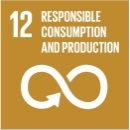 12 RESPONSIBLE
CONSUMPTION
AND PRODUCTION